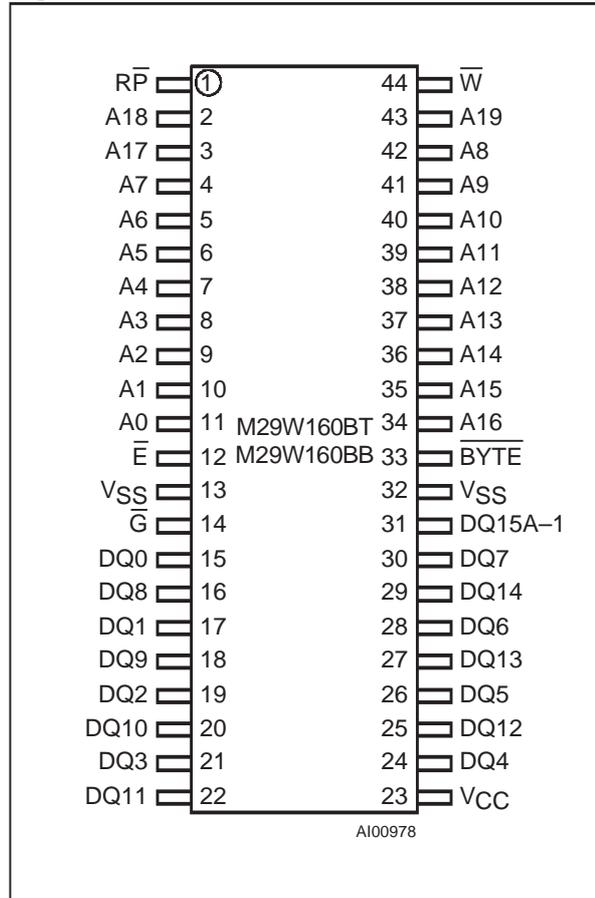 RP̅ 1 44 W̅
A18 2 43 A19
A17 3 42 A8
A7 4 41 A9
A6 5 40 A10
A5 6 39 A11
A4 7 38 A12
A3 8 37 A13
A2 9 36 A14
A1 10 35 A15
A0 11 M29W160BT 34 A16
E̅ 12 M29W160BB 33 B̅Y̅T̅E̅
VSS 13 32 VSS
G̅ 14 31 DQ15A–1
DQ0 15 30 DQ7
DQ8 16 29 DQ14
DQ1 17 28 DQ6
DQ9 18 27 DQ13
DQ2 19 26 DQ5
DQ10 20 25 DQ12
DQ3 21 24 DQ4
DQ11 22 23 VCC
AI00978